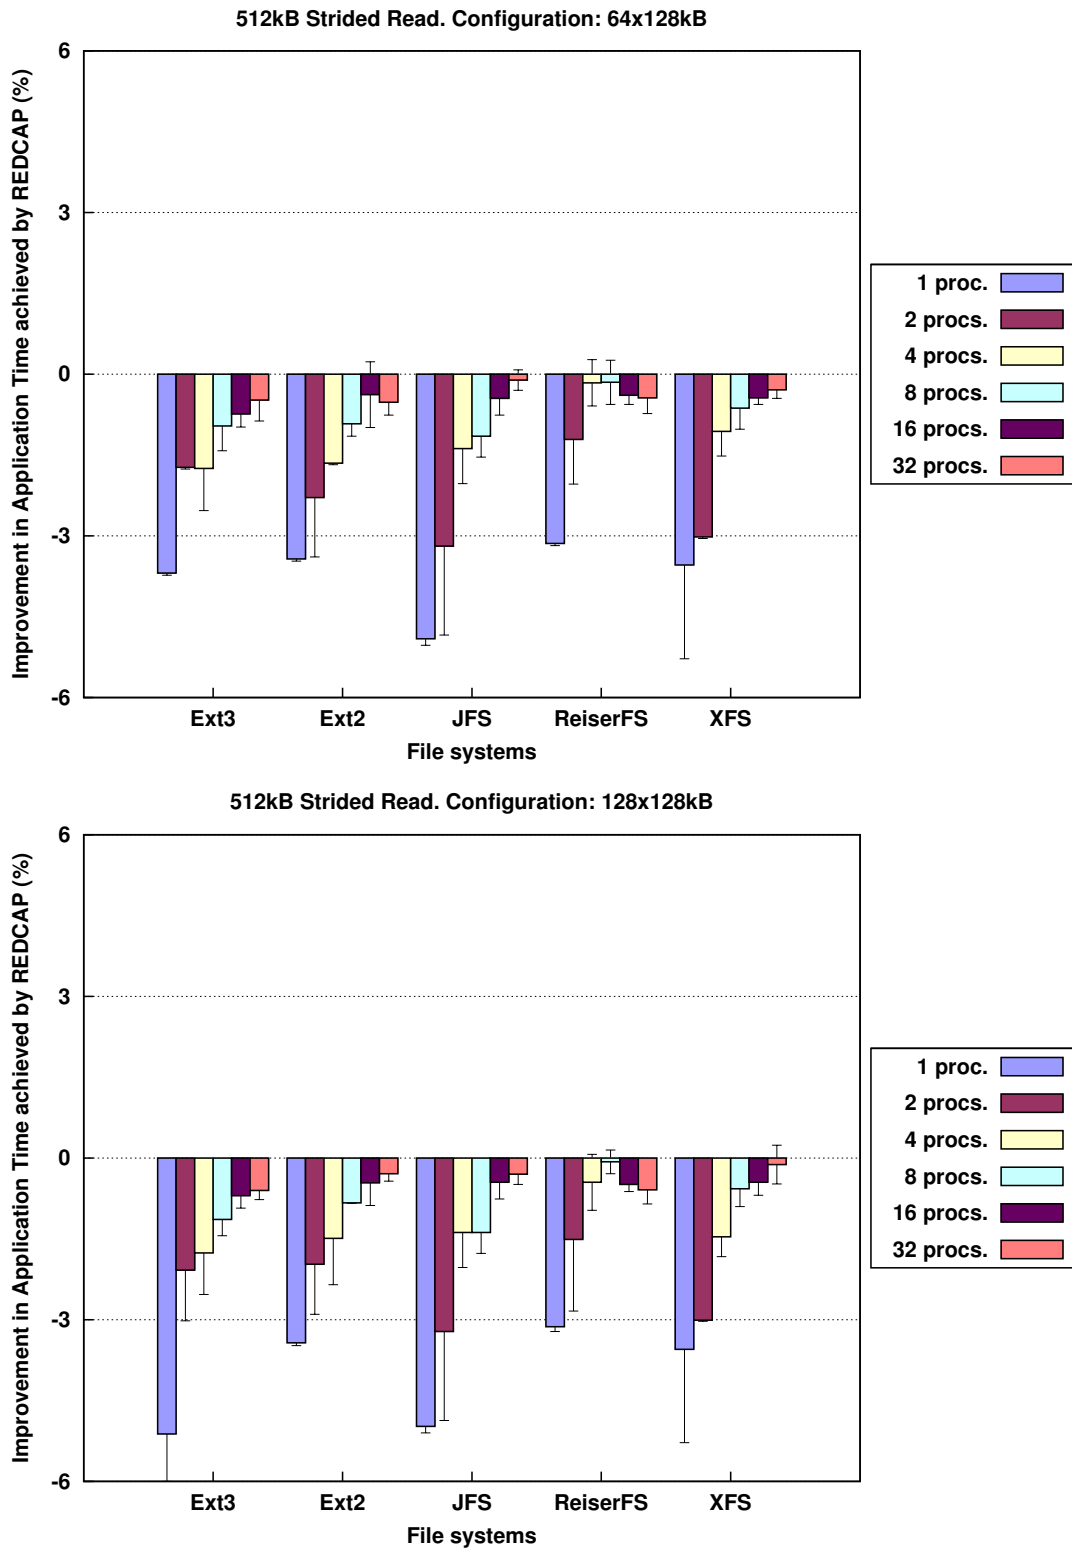 512kB Strided Read. Configuration: 64x128kB
Improvement in Application Time achieved by REDCAP (%)
6
3
0
-3
-6
Ext3 Ext2 JFS ReiserFS XFS
File systems
1 proc.
2 procs.
4 procs.
8 procs.
16 procs.
32 procs.
512kB Strided Read. Configuration: 128x128kB
Improvement in Application Time achieved by REDCAP (%)
6
3
0
-3
-6
Ext3 Ext2 JFS ReiserFS XFS
File systems
1 proc.
2 procs.
4 procs.
8 procs.
16 procs.
32 procs.